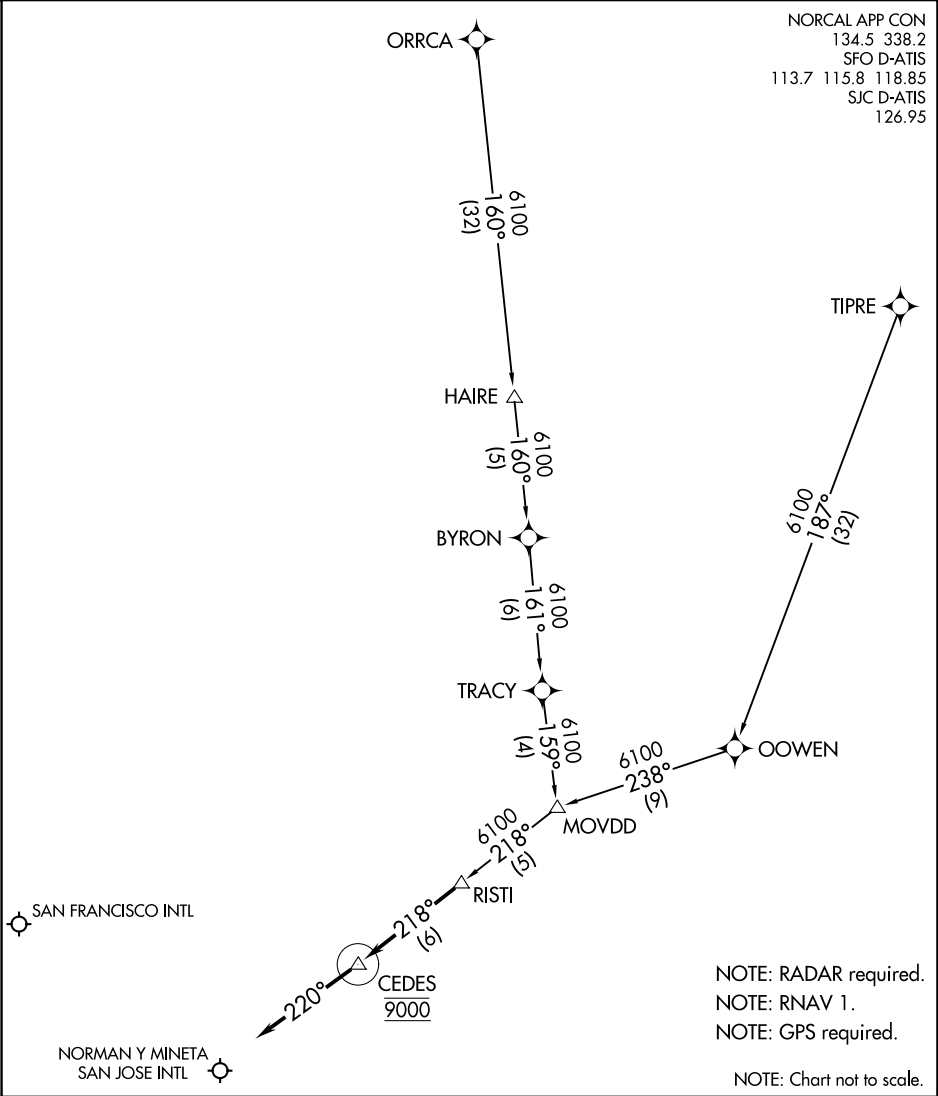 NORCAL APP CON
134.5 338.2
SFO D-ATIS
113.7 115.8 118.85
SJC D-ATIS
126.95
ORRCA
6100
160°
(32)
TIPRE
HAIRE
6100
160°
(5)
6100
187°
(32)
BYRON
6100
161°
(6)
TRACY
6100
159°
(4)
OOWEN
6100
238°
(9)
MOVDD
6100
218°
(5)
RISTI
SAN FRANCISCO INTL
218°
(6)
CEDES
9000
220°
NORMAN Y MINETA
SAN JOSE INTL
NOTE: RADAR required.
NOTE: RNAV 1.
NOTE: GPS required.
NOTE: Chart not to scale.